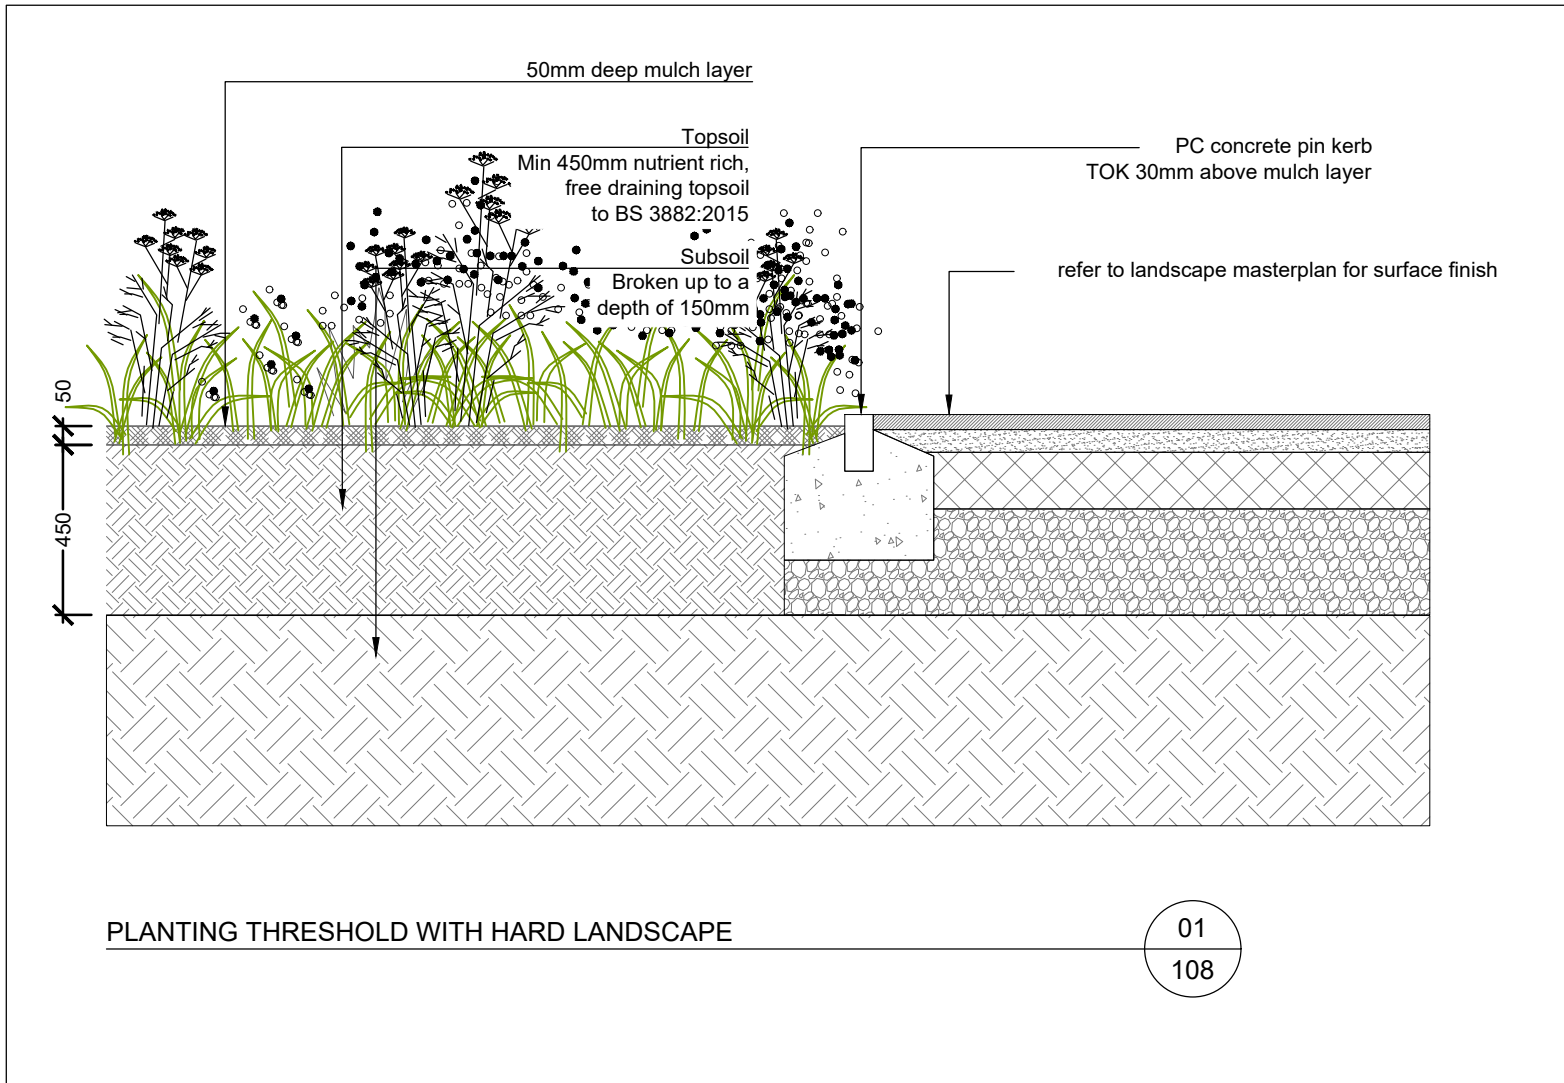 50mm deep mulch layer
Topsoil
Min 450mm nutrient rich,
free draining topsoil
to BS 3882:2015
Subsoil
Broken up to a
depth of 150mm
PC concrete pin kerb
TOK 30mm above mulch layer
refer to landscape masterplan for surface finish
50
450
PLANTING THRESHOLD WITH HARD LANDSCAPE
01
108